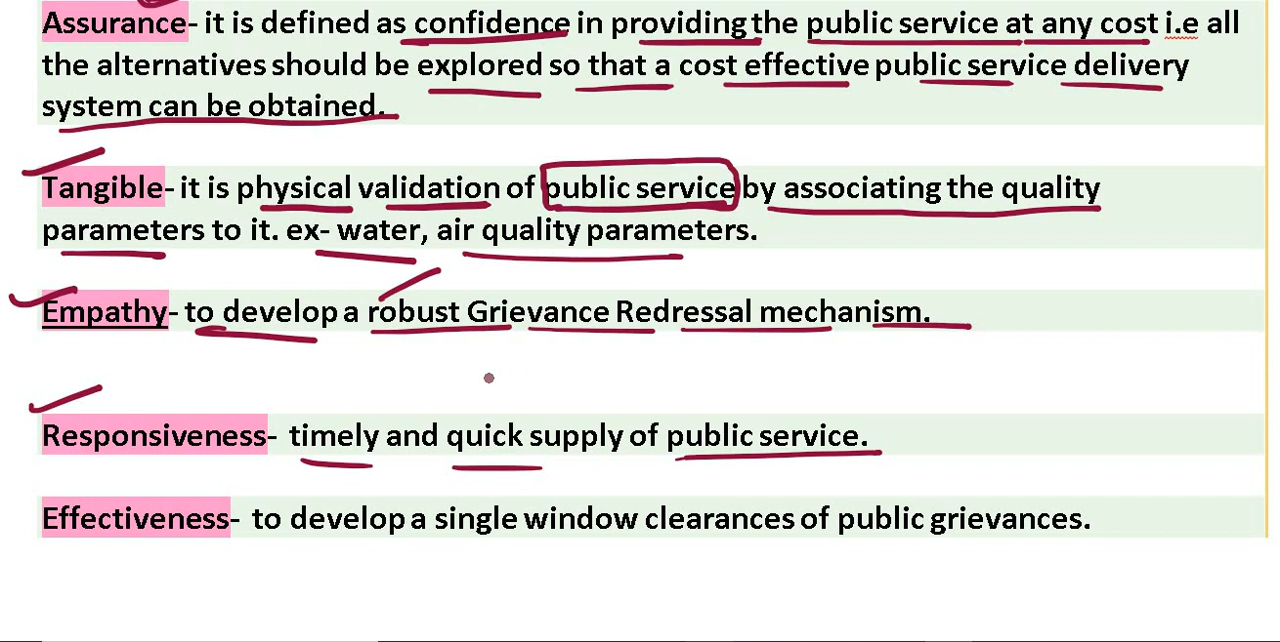 Assurance- it is defined as confidence in providing the public service at any cost i.e all
the alternatives should be explored so that a cost effective public service delivery
system can be obtained.
Tangible- it is physical validation of public service by associating the quality
parameters to it. ex- water, air quality parameters.
Empathy- to develop a robust Grievance Redressal mechanism.
Responsiveness- timely and quick supply of public service.
Effectiveness- to develop a single window clearances of public grievances.